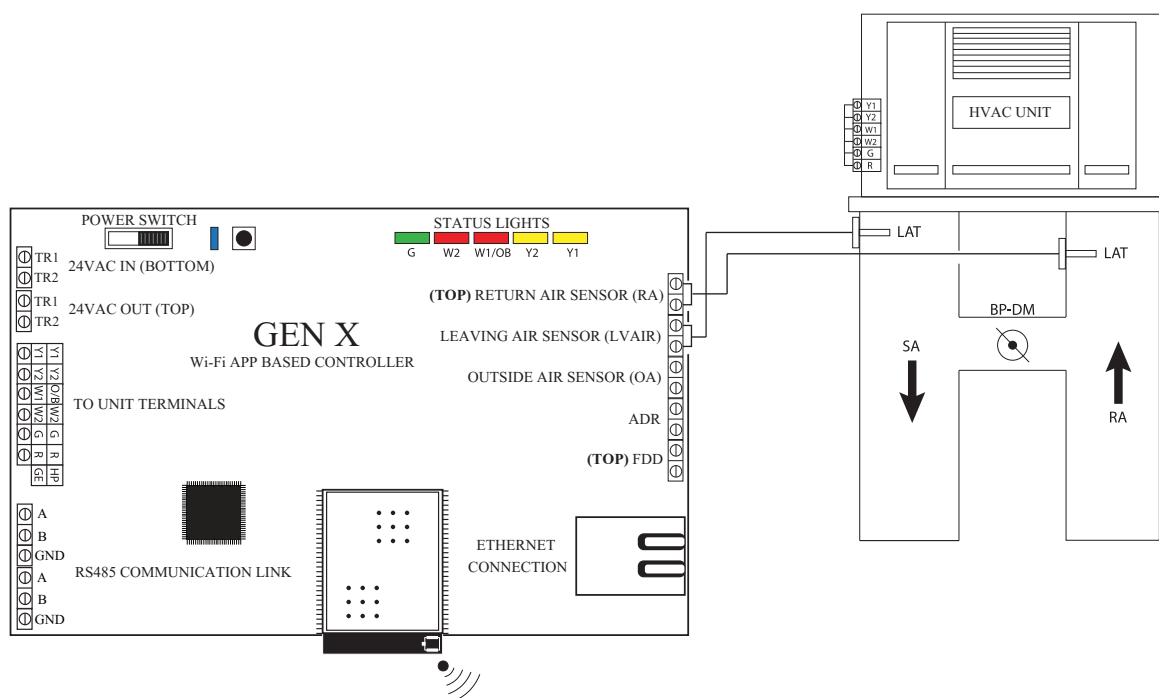 POWER SWITCH
STATUS LIGHTS
G
W2
W1/OB
Y2
Y1
TR1
TR2
24VAC IN (BOTTOM)
TR1
TR2
24VAC OUT (TOP)
GEN X
Wi-Fi APP BASED CONTROLLER
Y1 Y1
Y2 Y2
W1 O/B
W2 W2
G G
R R
GE HP
TO UNIT TERMINALS
(TOP) RETURN AIR SENSOR (RA)
LEAVING AIR SENSOR (LVAIR)
OUTSIDE AIR SENSOR (OA)
ADR
(TOP) FDD
A
B
GND
A
B
GND
RS485 COMMUNICATION LINK
ETHERNET
CONNECTION
HVAC UNIT
Y1
Y2
W1
W2
G
R
LAT
LAT
BP-DM
SA
RA